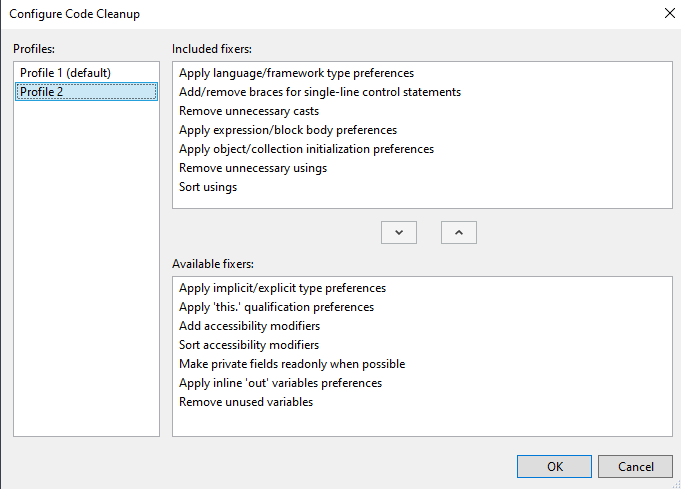 Configure Code Cleanup
Profiles:
Profile 1 (default)
Profile 2
Included fixers:
Apply language/framework type preferences
Add/remove braces for single-line control statements
Remove unnecessary casts
Apply expression/block body preferences
Apply object/collection initialization preferences
Remove unnecessary usings
Sort usings
Available fixers:
Apply implicit/explicit type preferences
Apply 'this.' qualification preferences
Add accessibility modifiers
Sort accessibility modifiers
Make private fields readonly when possible
Apply inline 'out' variables preferences
Remove unused variables
OK
Cancel